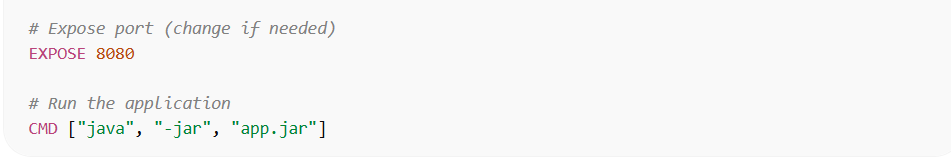 # Expose port (change if needed)
EXPOSE 8080
# Run the application
CMD ["java", "-jar", "app.jar"]